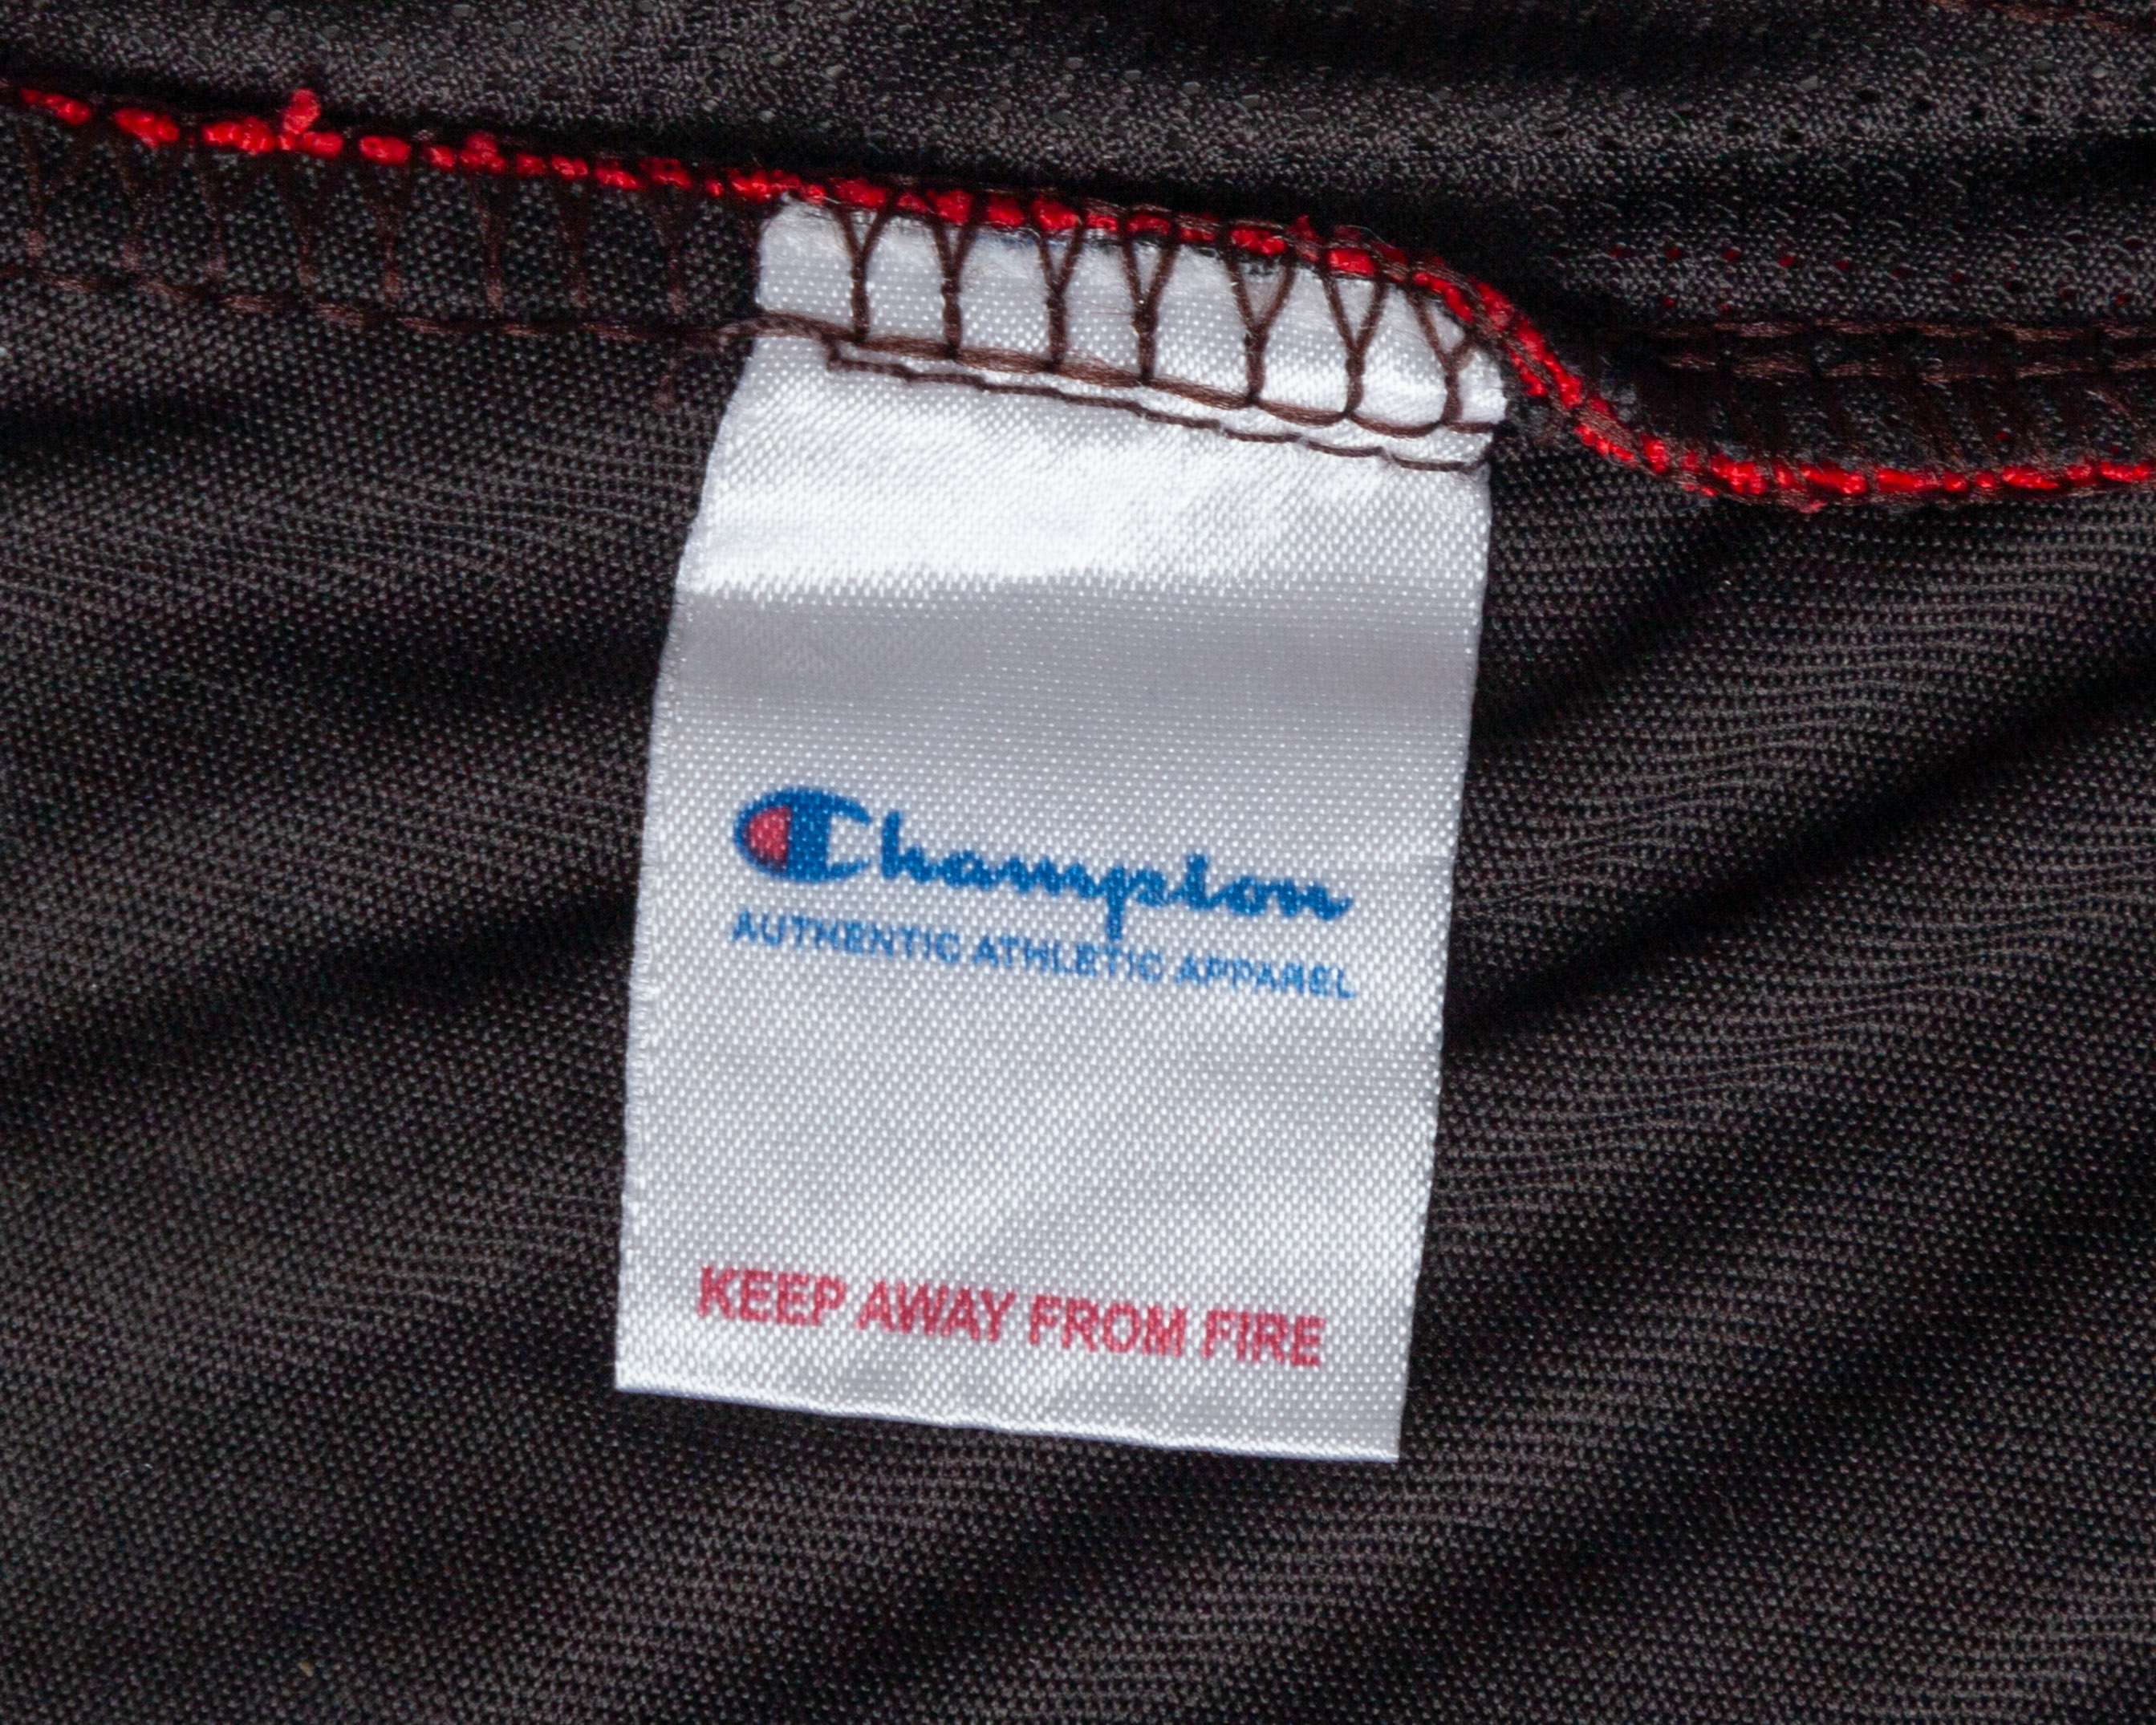 Champion
AUTHENTIC ATHLETIC APPAREL
KEEP AWAY FROM FIRE